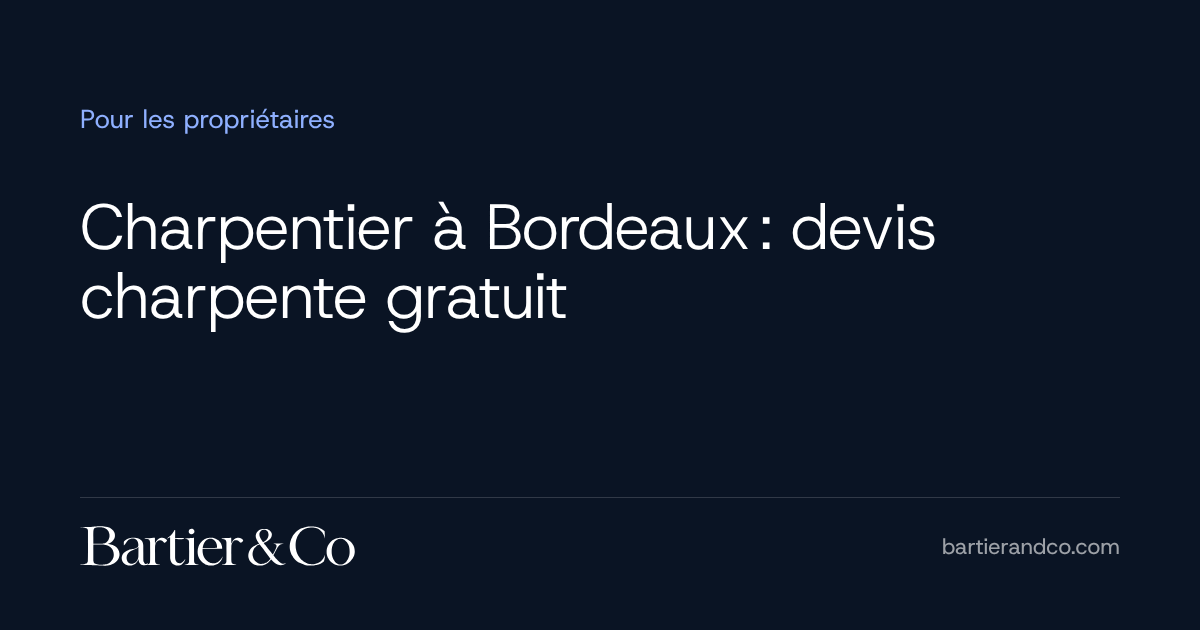 Pour les propriétaires
Charpentier à Bordeaux : devis
charpente gratuit
Bartier & Co
bartierandco.com